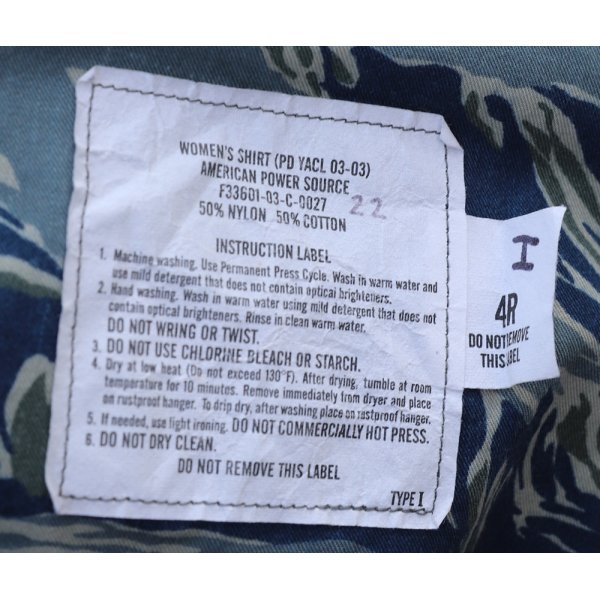 WOMEN'S SHIRT (PD YACL 03-03)
AMERICAN POWER SOURCE
F33601-03-C-0027
50% NYLON 50% COTTON
22
INSTRUCTION LABEL
1. Machine washing. Use Permanent Press Cycle. Wash in warm water and
use mild detergent that does not contain optical brighteners.
2. Hand washing. Wash in warm water using mild detergent that does not
contain optical brighteners. Rinse in clean warm water.
DO NOT WRING OR TWIST.
3. DO NOT USE CHLORINE BLEACH OR STARCH.
4. Dry at low heat (Do not exceed 130°F). After drying, tumble at room
temperature for 10 minutes. Remove immediately from dryer and place
on rustproof hanger. To drip dry, after washing place on rustproof hanger.
5. If needed, use light ironing. DO NOT COMMERCIALLY HOT PRESS.
6. DO NOT DRY CLEAN.
DO NOT REMOVE THIS LABEL
TYPE I
I
4R
DO NOT REMOVE
THIS LABEL